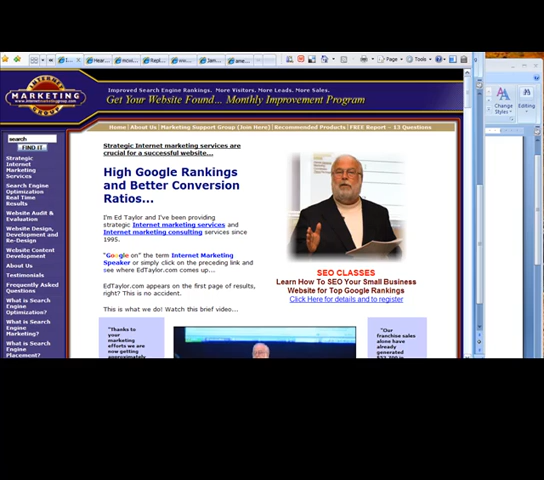 Page
Tools
Change
Styles
Editing
INTERNET
MARKETING
GROUP
Improved Search Engine Rankings. More Visitors. More Leads. More Sales.
Get Your Website Found... Monthly Improvement Program
Home | About Us | Marketing Support Group (Join Here) | Recommended Products | FREE Report - 13 Questions
search
FIND IT
Strategic
Internet
Marketing
Services
Search Engine
Optimization
Real Time
Results
Website Audit &
Evaluation
Website Design,
Development
and Re-Design
Website Content
Development
About Us
Testimonials
Frequently Asked
Questions
What is Search
Engine
Optimization?
What is Search
Engine
Marketing?
What is Search
Engine
Placement?
Strategic Internet marketing services are
crucial for a successful website...
High Google Rankings
and Better Conversion
Ratios...
I'm Ed Taylor and I've been providing
strategic Internet marketing services and
Internet marketing consulting services since
1995.
"Google on" the term Internet Marketing
Speaker or simply click on the preceding link and
see where EdTaylor.com comes up...
EdTaylor.com appears on the first page of results,
right? This is no accident.
This is what we do! Watch this brief video...
SEO CLASSES
Learn How To SEO Your Small Business
Website for Top Google Rankings
Click Here for details and to register
"Thanks to
your
marketing
efforts we are
now getting
approximately
"Our
franchise sales
alone have
already
generated